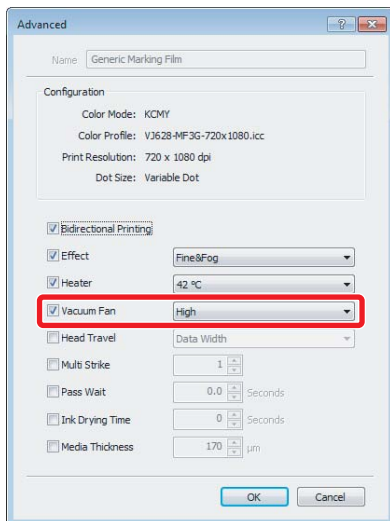 Advanced
Name Generic Marking Film
Configuration
Color Mode: KCMY
Color Profile: VJ628-MF3G-720x1080.icc
Print Resolution: 720 x 1080 dpi
Dot Size: Variable Dot
Bidirectional Printing
Effect Fine&Fog
Heater 42 ºC
Vacuum Fan High
Head Travel Data Width
Multi Strike 1
Pass Wait 0.0 Seconds
Ink Drying Time 0 Seconds
Media Thickness 170 µm
OK Cancel